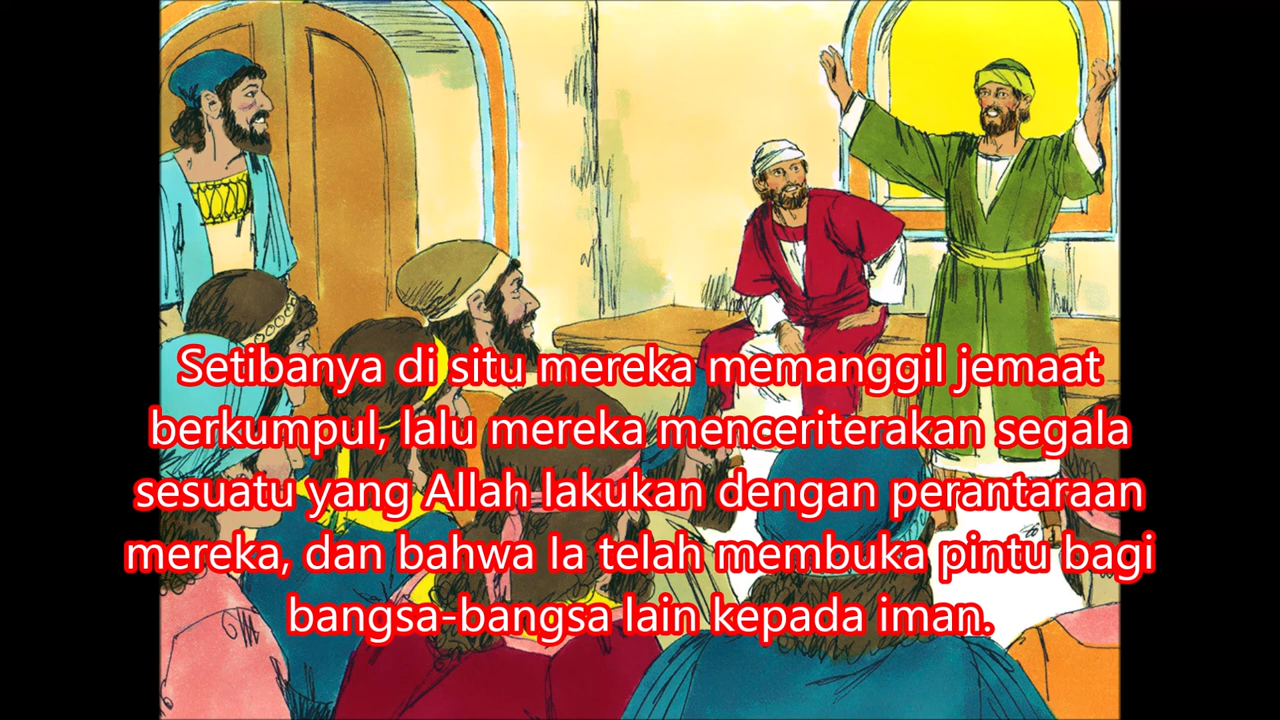 Setibanya di situ mereka memanggil jemaat
berkumpul, lalu mereka menceriterakan segala
sesuatu yang Allah lakukan dengan perantaraan
mereka, dan bahwa Ia telah membuka pintu bagi
bangsa-bangsa lain kepada iman.